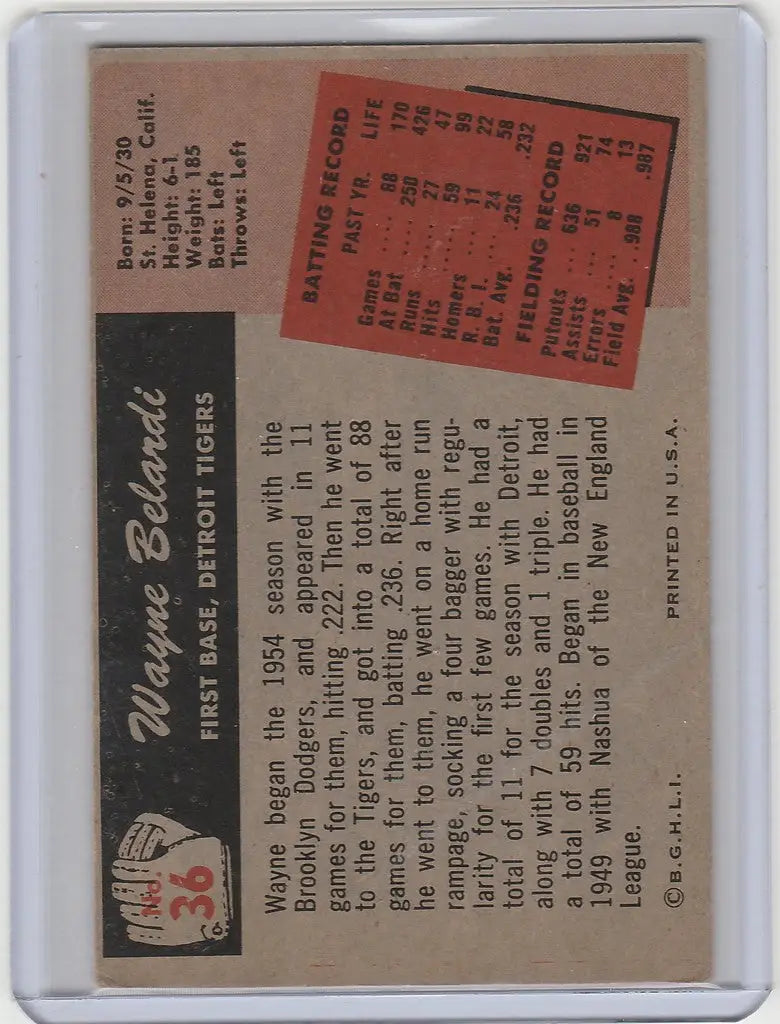 No.
36
Wayne Belardi
FIRST BASE, DETROIT TIGERS
Born: 9/5/30
St. Helena, Calif.
Height: 6-1
Weight: 185
Bats: Left
Throws: Left
Wayne began the 1954 season with the
Brooklyn Dodgers, and appeared in 11
games for them, hitting .222. Then he went
to the Tigers, and got into a total of 88
games for them, batting .236. Right after
he went to them, he went on a home run
rampage, socking a four bagger with regu-
larity for the first few games. He had a
total of 11 for the season with Detroit,
along with 7 doubles and 1 triple. He had
a total of 59 hits. Began in baseball in
1949 with Nashua of the New England
League.
BATTING RECORD
PAST YR. LIFE
Games .... 88 170
At Bat .... 250 426
Runs ..... 27 47
Hits ..... 59 99
Homers .... 11 22
R. B. I. .... 24 58
Bat. Avg. .236 .232
FIELDING RECORD
Putouts ... 636 921
Assists .... 51 74
Errors .... 8 13
Field Avg. .. .988 .987
©B.G.H.L.I. PRINTED IN U.S.A.